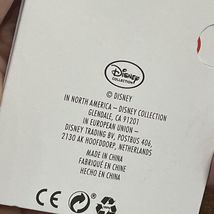 Disney
COLLECTION
© DISNEY
IN NORTH AMERICA – DISNEY COLLECTION
GLENDALE, CA 91201
IN EUROPEAN UNION –
DISNEY TRADING BV, POSTBUS 406,
2130 AK HOOFDDORP, NETHERLANDS
MADE IN CHINA
FABRIQUÉ EN CHINE
HECHO EN CHINA
CE